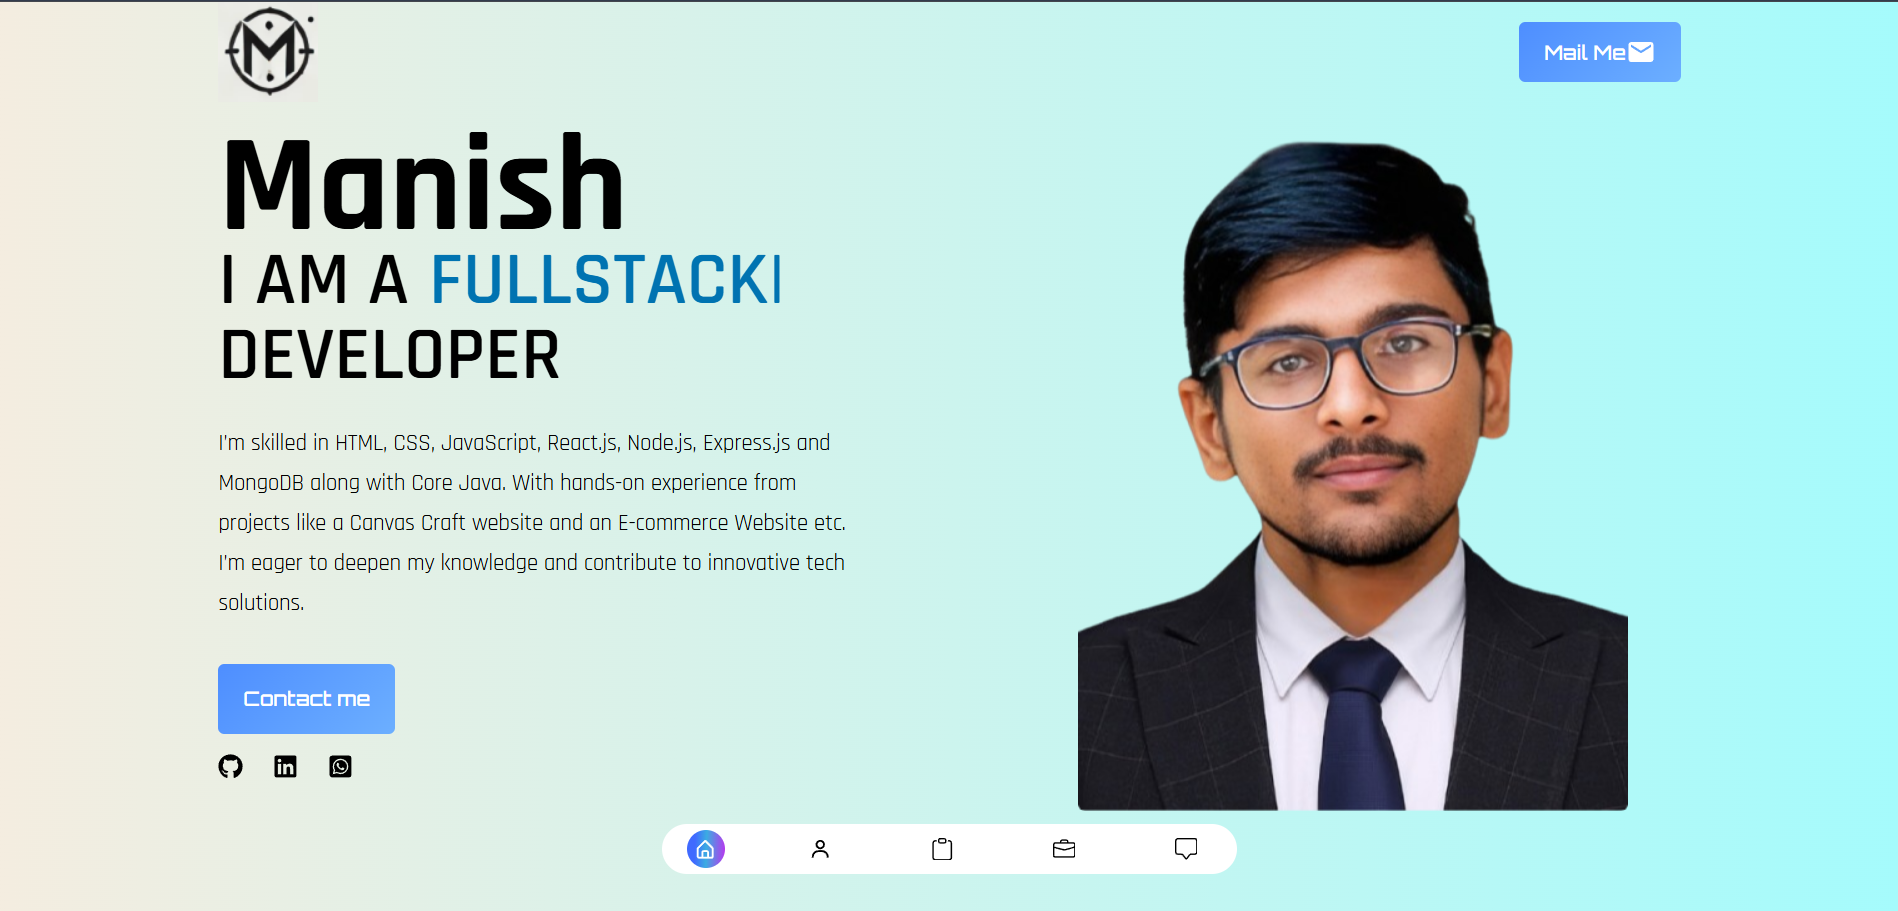 M
Mail Me
Manish
I AM A FULLSTACK|
DEVELOPER
I'm skilled in HTML, CSS, JavaScript, React.js, Node.js, Express.js and
MongoDB along with Core Java. With hands-on experience from
projects like a Canvas Craft website and an E-commerce Website etc.
I'm eager to deepen my knowledge and contribute to innovative tech
solutions.
Contact me
in